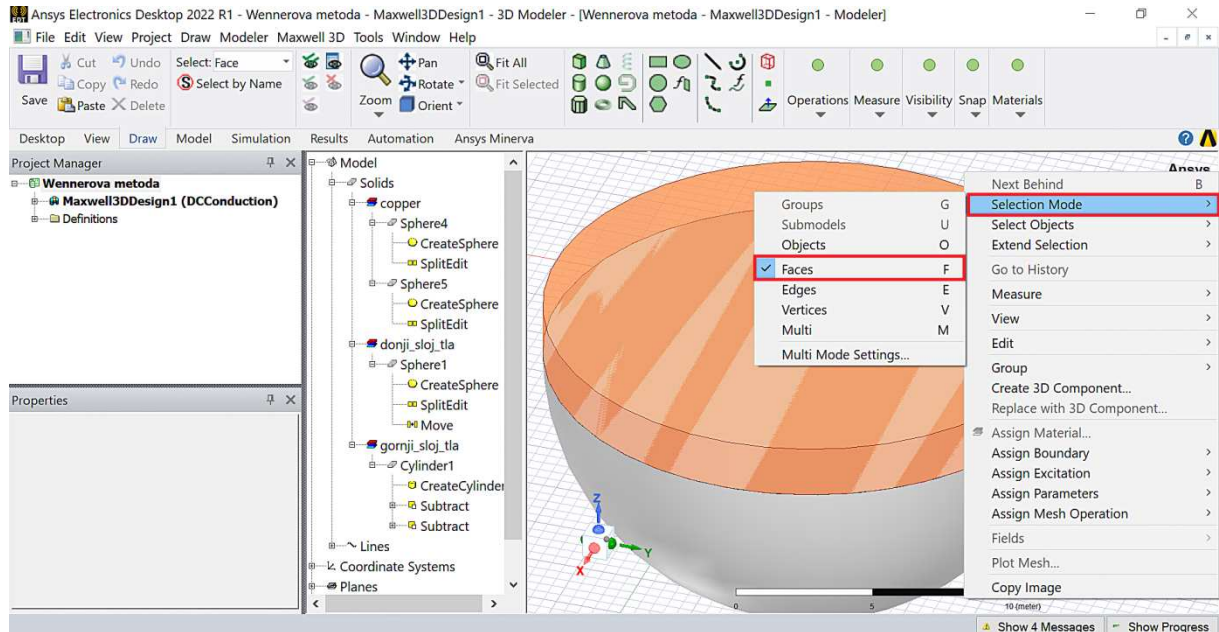 Ansys Electronics Desktop 2022 R1 - Wennerova metoda - Maxwell3DDesign1 - 3D Modeler - [Wennerova metoda - Maxwell3DDesign1 - Modeler]
File Edit View Project Draw Modeler Maxwell 3D Tools Window Help
Save
Cut
Copy
Paste
Undo
Redo
Delete
Select: Face
Select by Name
Zoom
Pan
Rotate
Orient
Fit All
Fit Selected
Operations Measure Visibility Snap Materials
Desktop View Draw Model Simulation Results Automation Ansys Minerva
Project Manager
Wennerova metoda
Maxwell3DDesign1 (DCConduction)
Definitions
Properties
Model
Solids
copper
Sphere4
CreateSphere
SplitEdit
Sphere5
CreateSphere
SplitEdit
donji_sloj_tla
Sphere1
CreateSphere
SplitEdit
Move
gornji_sloj_tla
Cylinder1
CreateCylinder
Subtract
Subtract
Lines
Coordinate Systems
Planes
Ansys
Groups G
Submodels U
Objects O
Faces F
Edges E
Vertices V
Multi M
Multi Mode Settings...
Next Behind B
Selection Mode
Select Objects
Extend Selection
Go to History
Measure
View
Edit
Group
Create 3D Component...
Replace with 3D Component...
Assign Material...
Assign Boundary
Assign Excitation
Assign Parameters
Assign Mesh Operation
Fields
Plot Mesh...
Copy Image
Z
Y
X
0 5 10 (meter)
Show 4 Messages Show Progress